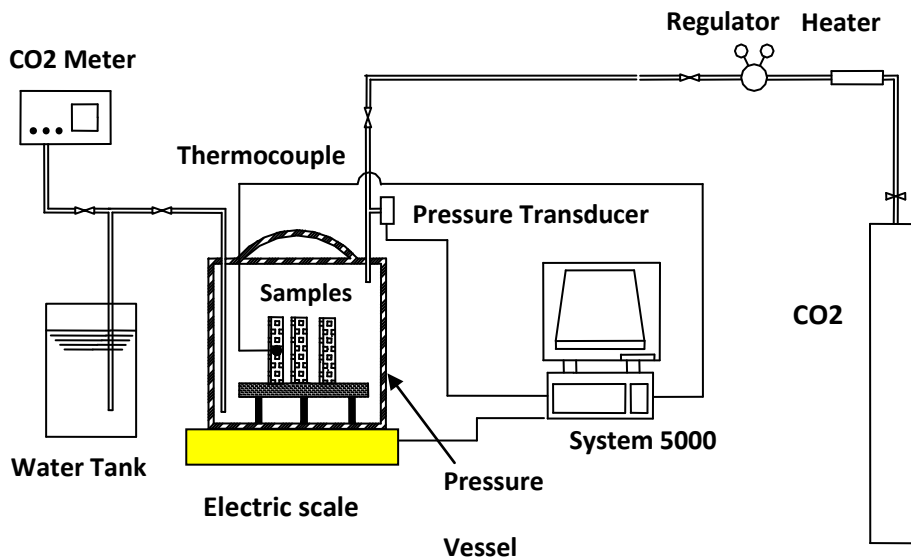 Regulator Heater
CO2 Meter
Thermocouple
Pressure Transducer
Samples
CO2
System 5000
Water Tank
Pressure
Electric scale
Vessel